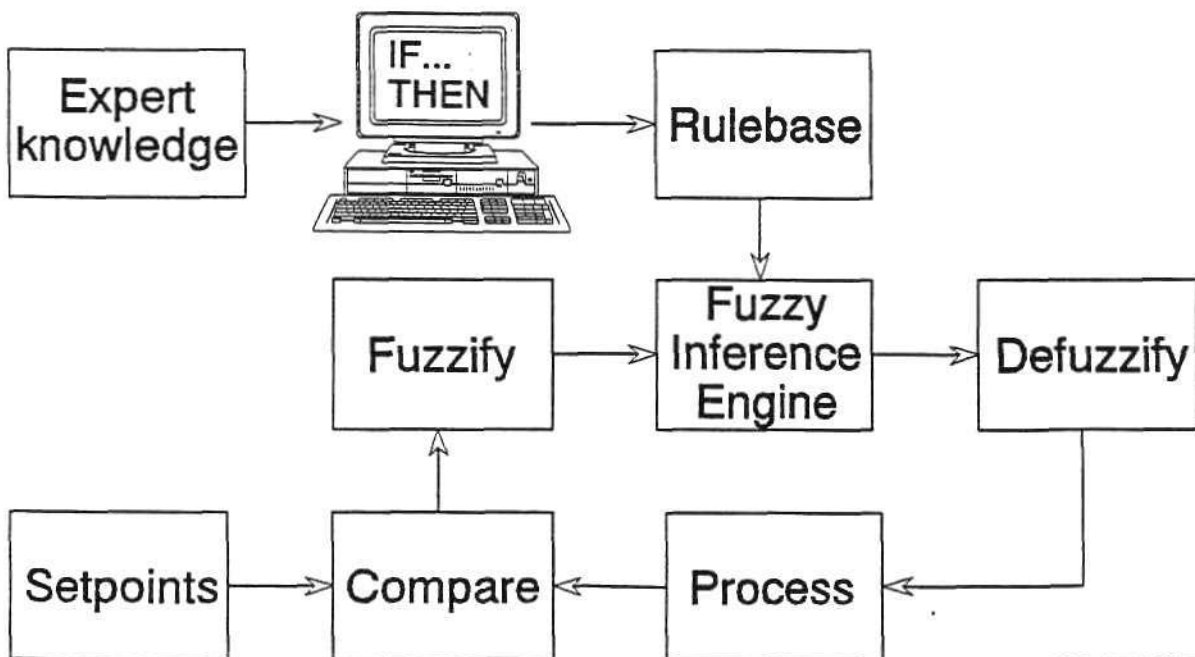 Expert
knowledge
IF...
THEN
Rulebase
Fuzzify
Fuzzy
Inference
Engine
Defuzzify
Setpoints
Compare
Process